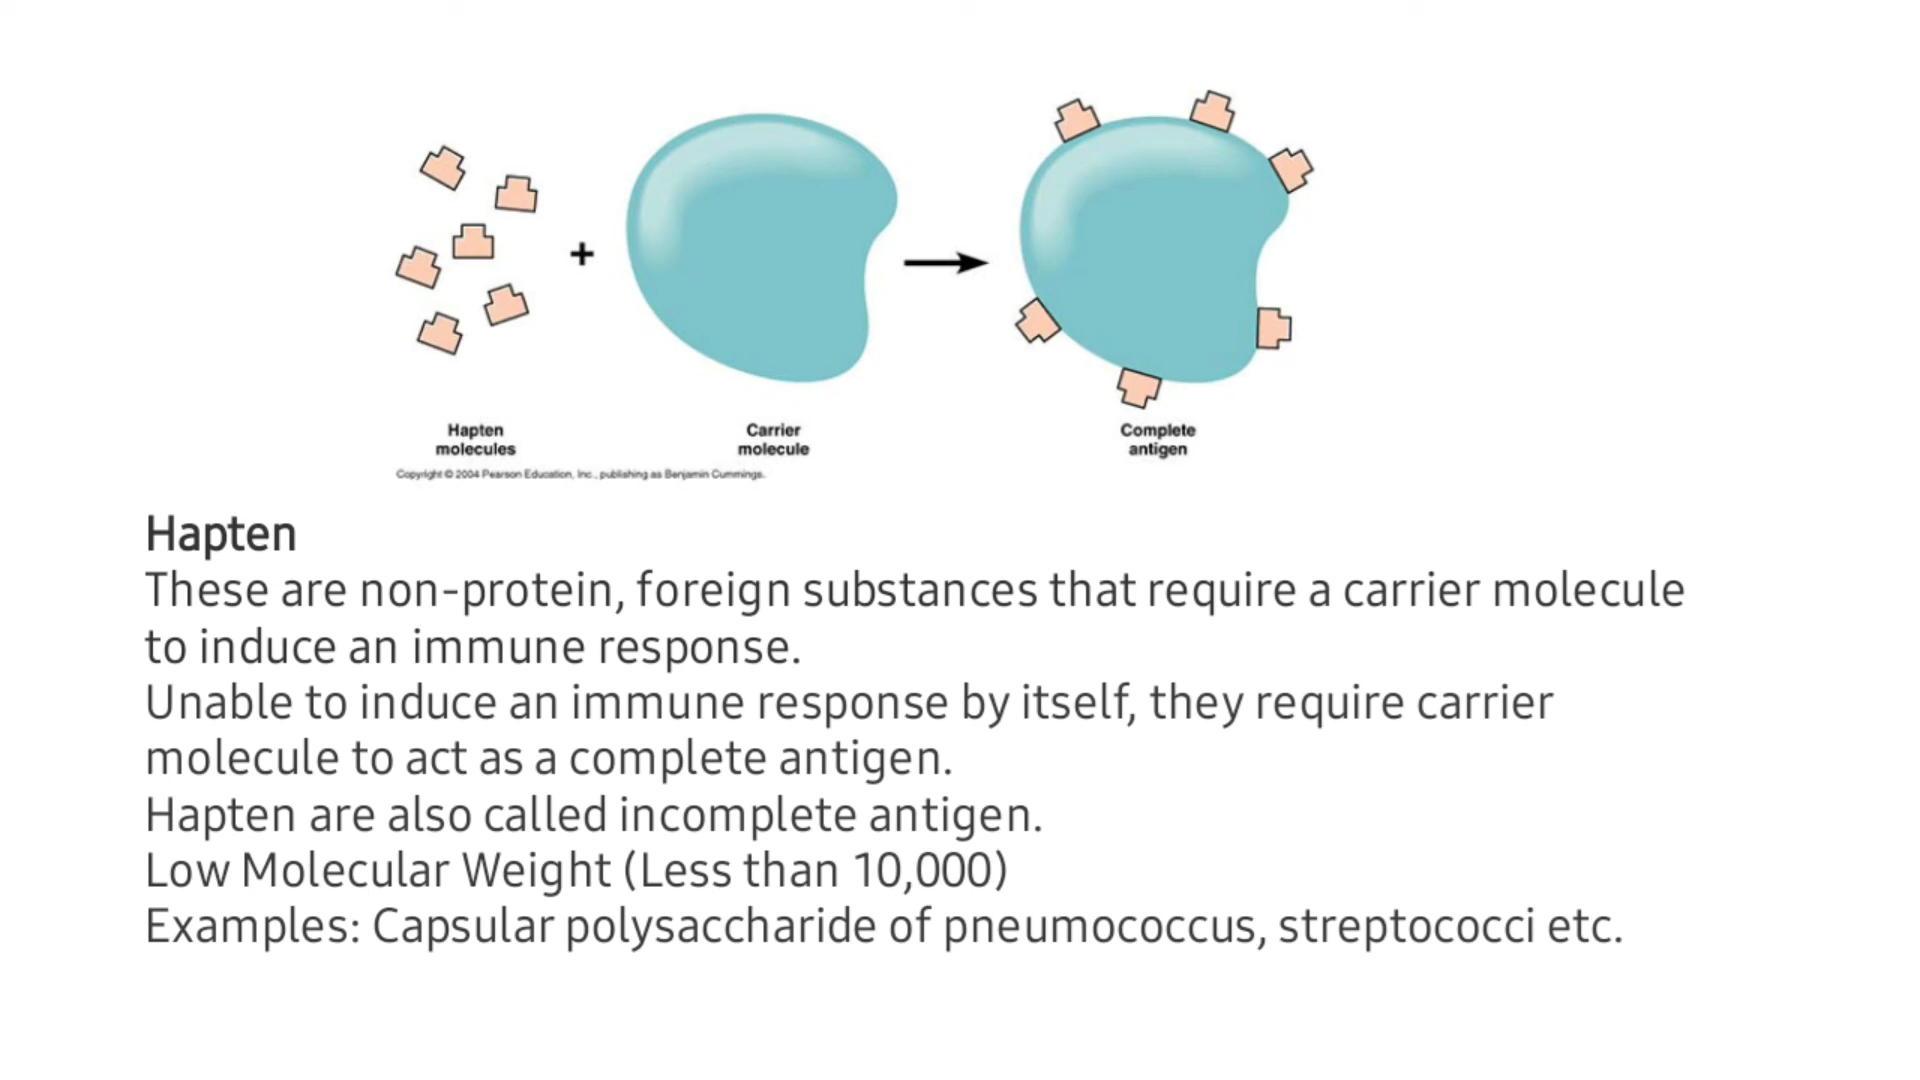 +
Hapten
molecules
Carrier
molecule
Complete
antigen
Copyright © 2004 Pearson Education, Inc., publishing as Benjamin Cummings.
Hapten
These are non-protein, foreign substances that require a carrier molecule
to induce an immune response.
Unable to induce an immune response by itself, they require carrier
molecule to act as a complete antigen.
Hapten are also called incomplete antigen.
Low Molecular Weight (Less than 10,000)
Examples: Capsular polysaccharide of pneumococcus, streptococci etc.